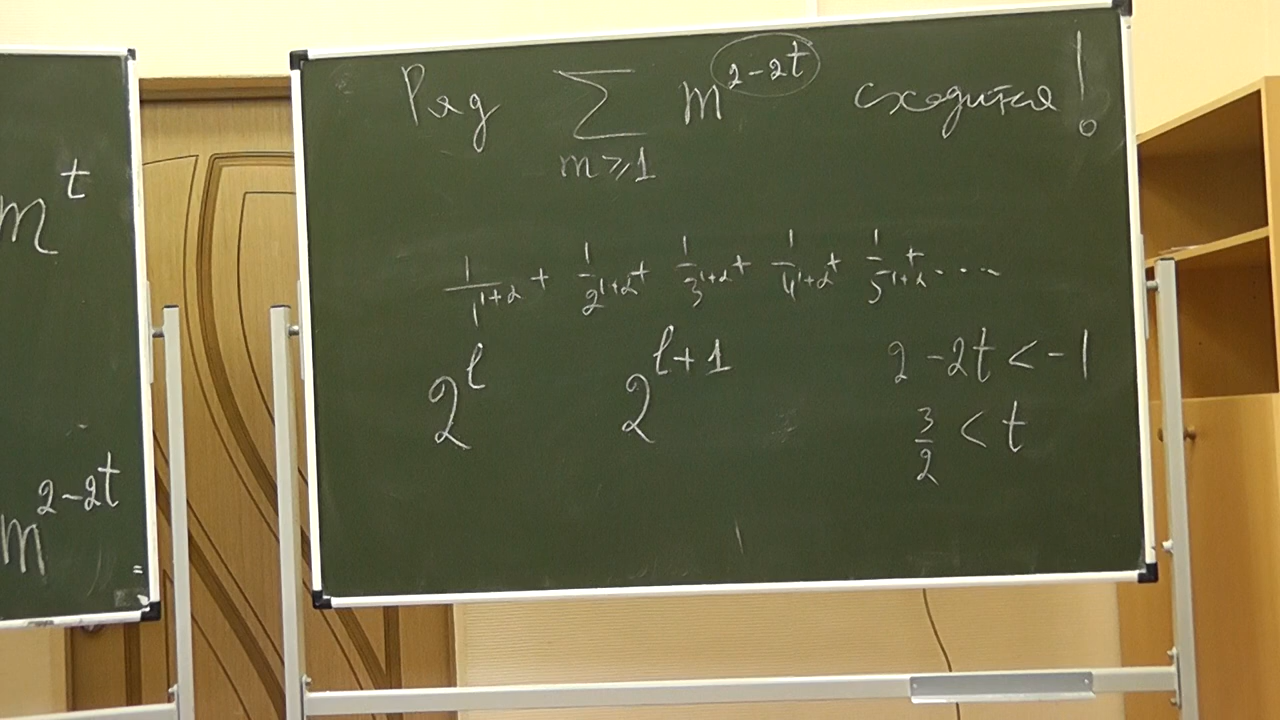 m^t
m^{2-2t}
Ряд ∑_{m⩾1} m^{2-2t} сходится!
1/1^{1+α} + 1/2^{1+α} + 1/3^{1+α} + 1/4^{1+α} + 1/5^{1+α} + ....
2^ℓ 2^{ℓ+1} 2-2t<-1
3/2 < t